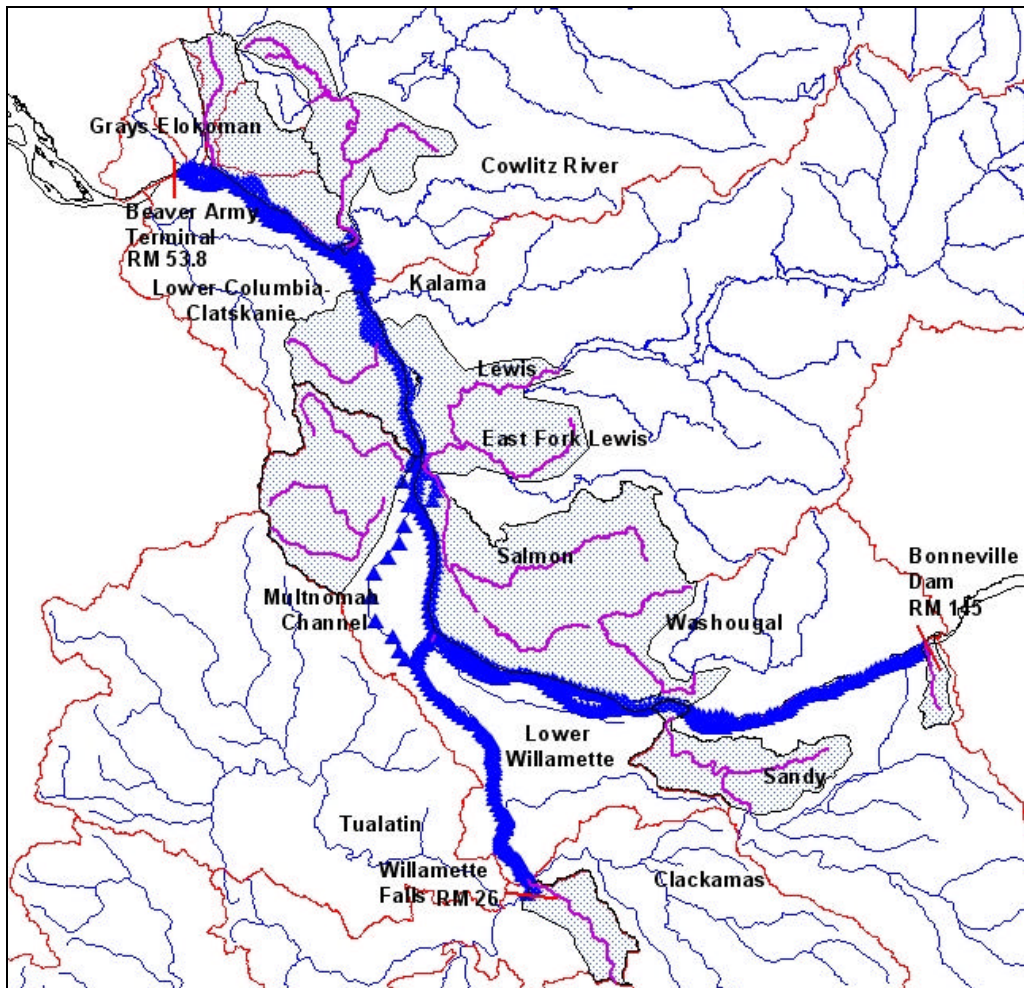 Grays-Elokoman
Cowlitz River
Beaver Army
Terminal
RM 53.8
Kalama
Lower Columbia-
Clatskanie
Lewis
East Fork Lewis
Salmon
Bonneville
Dam
RM 145
Multnomah
Channel
Washougal
Lower
Willamette
Sandy
Tualatin
Willamette
Falls RM 26
Clackamas